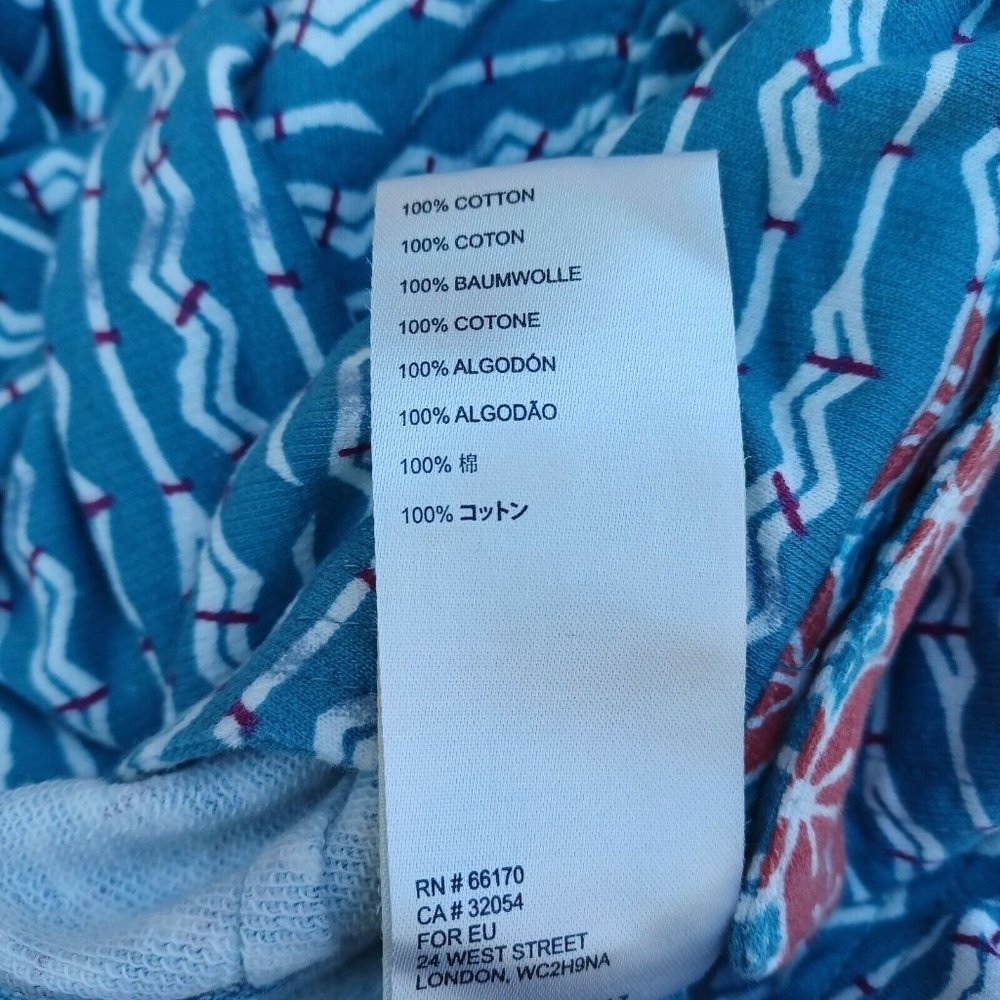 100% COTTON
100% COTON
100% BAUMWOLLE
100% COTONE
100% ALGODÓN
100% ALGODÃO
100% 棉
100% コットン
RN # 66170
CA # 32054
FOR EU
24 WEST STREET
LONDON, WC2H9NA